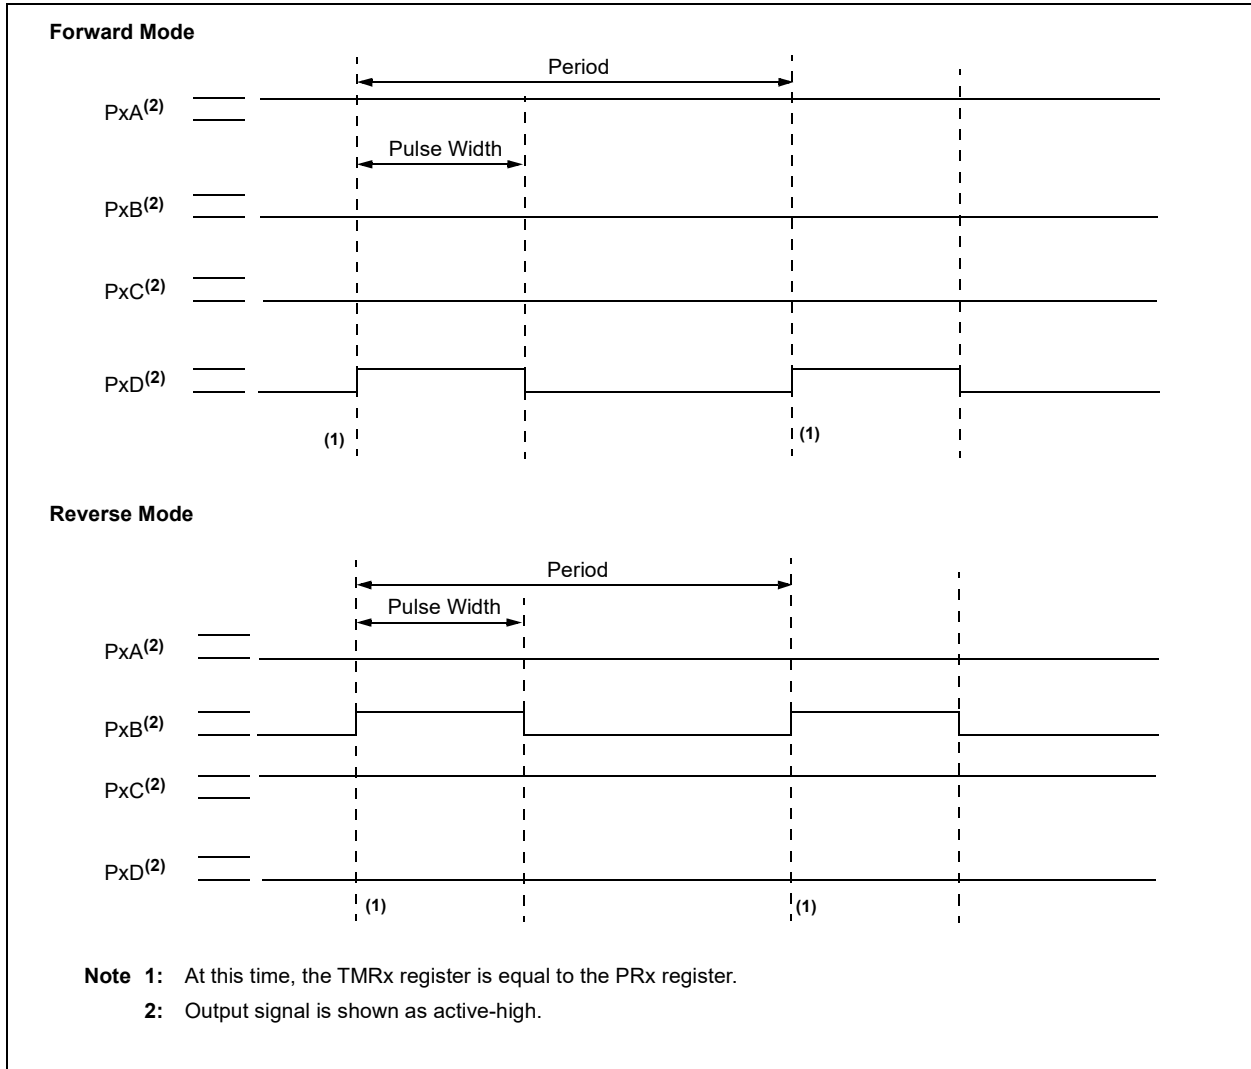 Forward Mode
Period
PxA(2)
Pulse Width
PxB(2)
PxC(2)
PxD(2)
(1)
(1)
Reverse Mode
Period
Pulse Width
PxA(2)
PxB(2)
PxC(2)
PxD(2)
(1)
(1)
Note 1: At this time, the TMRx register is equal to the PRx register.
2: Output signal is shown as active-high.